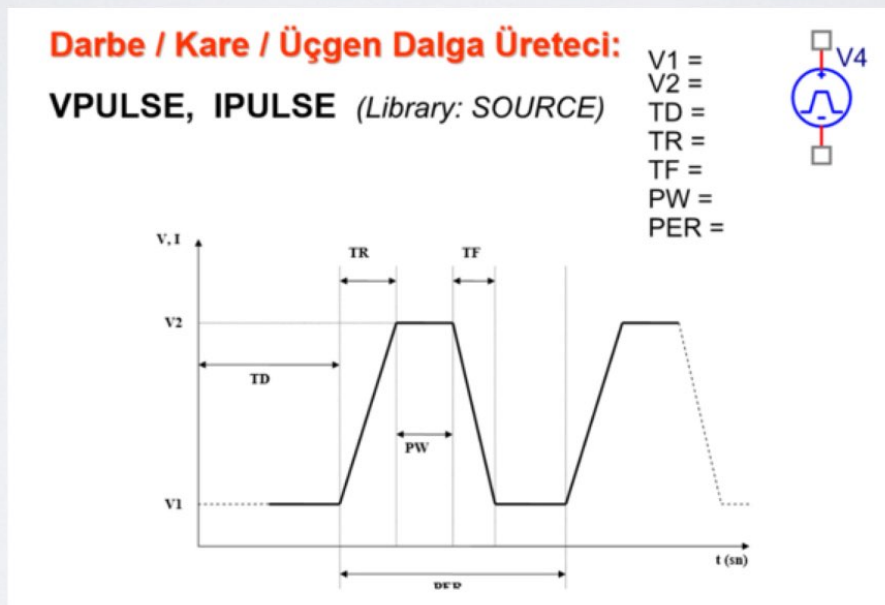 Darbe / Kare / Üçgen Dalga Üreteci:
VPULSE, IPULSE (Library: SOURCE)
V1 =
V2 =
TD =
TR =
TF =
PW =
PER =
V4
V, I
TR
TF
V2
TD
PW
V1
t (sn)
PER